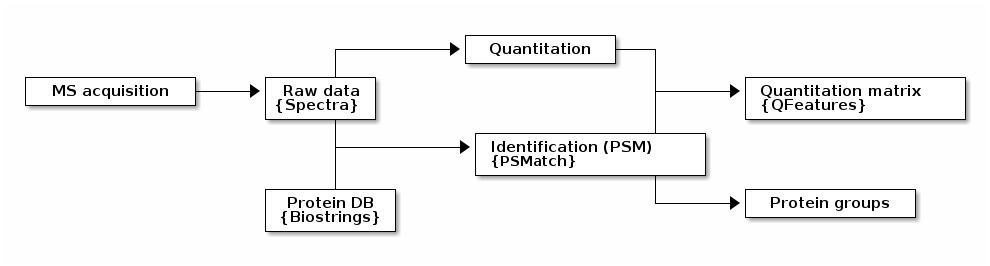 Quantitation
MS acquisition
Raw data
{Spectra}
Quantitation matrix
{QFeatures}
Identification (PSM)
{PSMatch}
Protein DB
{Biostrings}
Protein groups